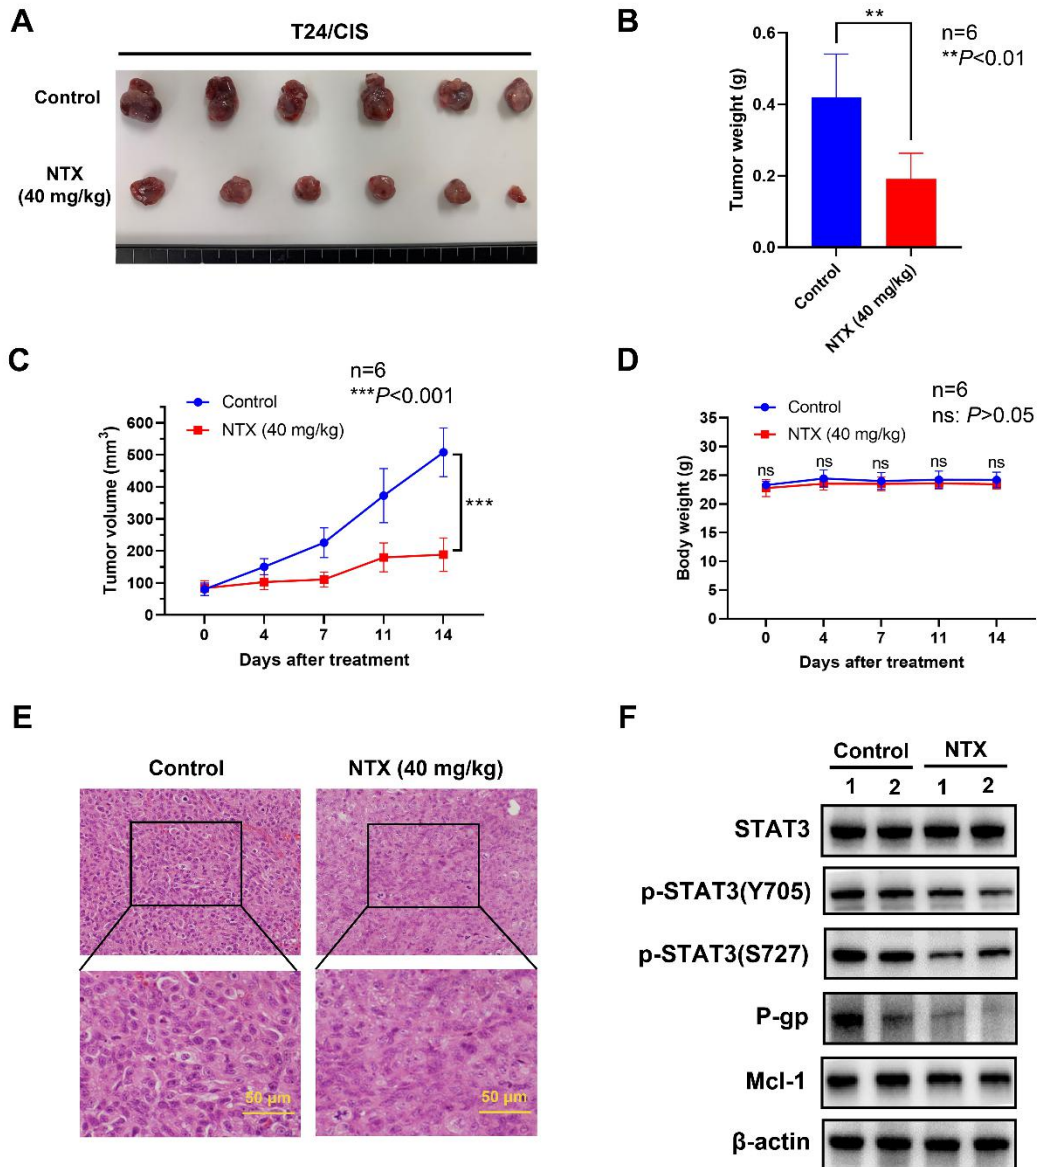 A
T24/CIS
Control
NTX
(40 mg/kg)
B
**
n=6
**P<0.01
Tumor weight (g)
0.6
0.4
0.2
0.0
Control
NTX (40 mg/kg)
C
n=6
***P<0.001
Control
NTX (40 mg/kg)
Tumor volume (mm³)
600
500
400
300
200
100
0
***
0 4 7 11 14
Days after treatment
D
n=6
ns: P>0.05
Control
NTX (40 mg/kg)
Body weight (g)
35
30
25
20
15
10
5
0
ns ns ns ns ns
0 4 7 11 14
Days after treatment
E
Control NTX (40 mg/kg)
50 μm 50 μm
F
Control NTX
1 2 1 2
STAT3
p-STAT3(Y705)
p-STAT3(S727)
P-gp
Mcl-1
β-actin